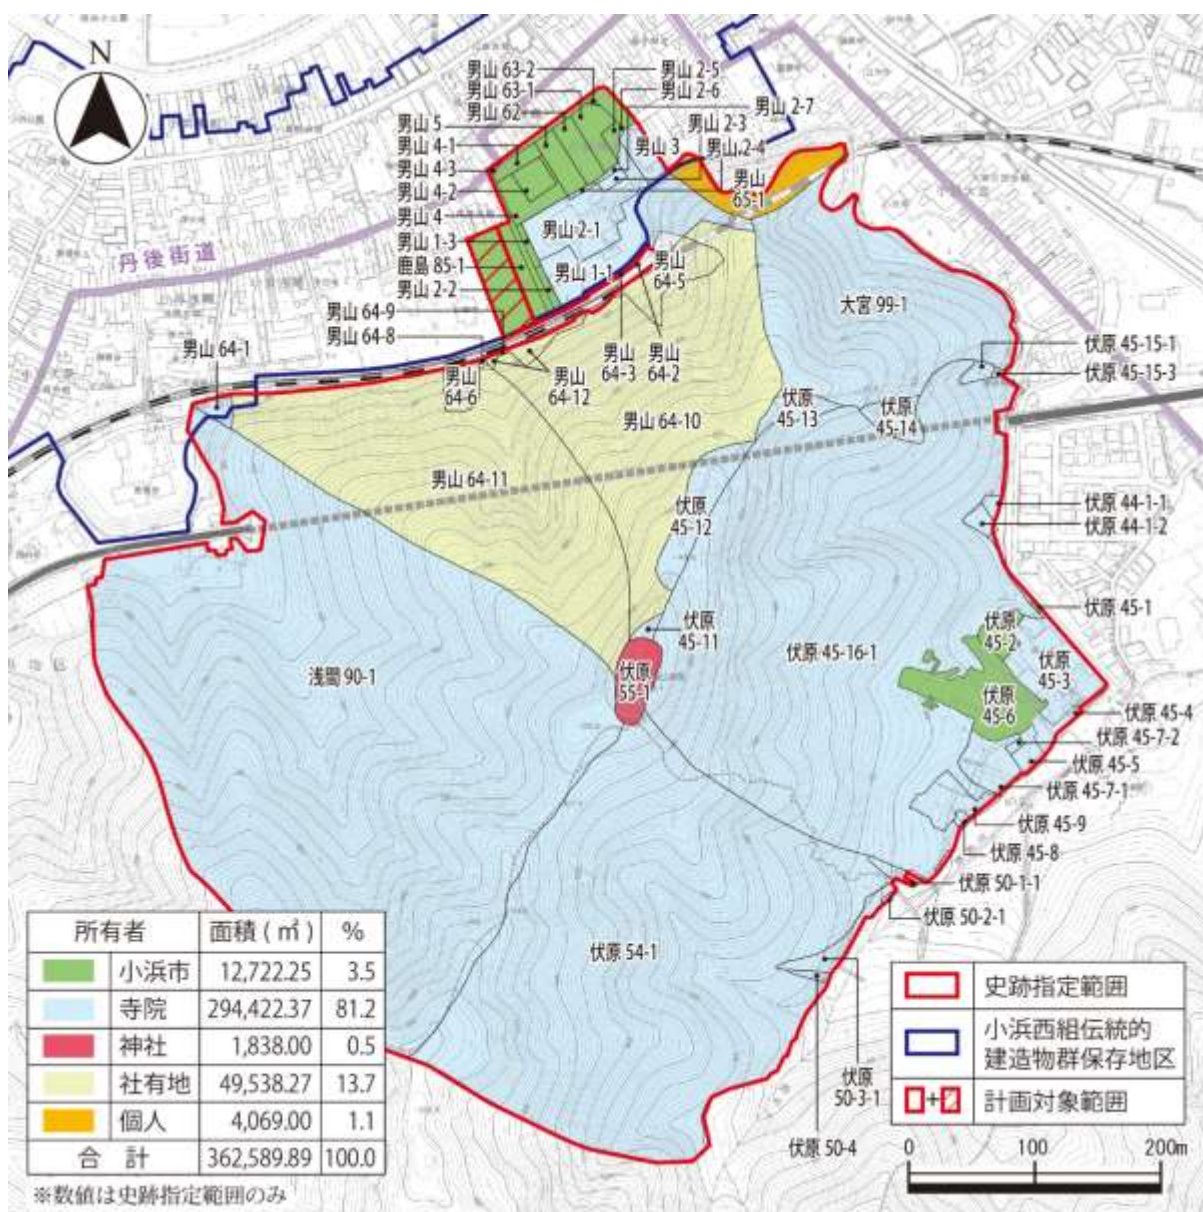 N
男山 63-2
男山 63-1
男山 62
男山 5
男山 4-1
男山 4-3
男山 4-2
男山 4
男山 1-3
鹿島 85-1
男山 2-2
男山 64-9
男山 64-8
男山 64-1
男山 2-5
男山 2-6
男山 2-7
男山 2-3
男山 3
男山 2-4
男山
65-1
男山 2-1
男山 1-1
男山
64-5
丹後街道
男山
64-6
男山
64-12
男山
64-3
男山
64-2
大宮 99-1
伏原 45-15-1
伏原 45-15-3
伏原
45-13
伏原
45-14
男山 64-10
男山 64-11
伏原
45-12
伏原 44-1-1
伏原 44-1-2
伏原 45-1
伏原
45-2
伏原
45-3
伏原
45-11
伏原 45-16-1
浅間 90-1
伏原
55-1
伏原
45-6
伏原 45-4
伏原 45-7-2
伏原 45-5
伏原 45-7-1
伏原 45-9
伏原 45-8
伏原 50-1-1
伏原 50-2-1
伏原 54-1
伏原
50-3-1
伏原 50-4
所有者 面積 ( ㎡ ) %
小浜市 12,722.25 3.5
寺院 294,422.37 81.2
神社 1,838.00 0.5
社有地 49,538.27 13.7
個人 4,069.00 1.1
合 計 362,589.89 100.0
※数値は史跡指定範囲のみ
史跡指定範囲
小浜西組伝統的
建造物群保存地区
+ 計画対象範囲
0 100 200m